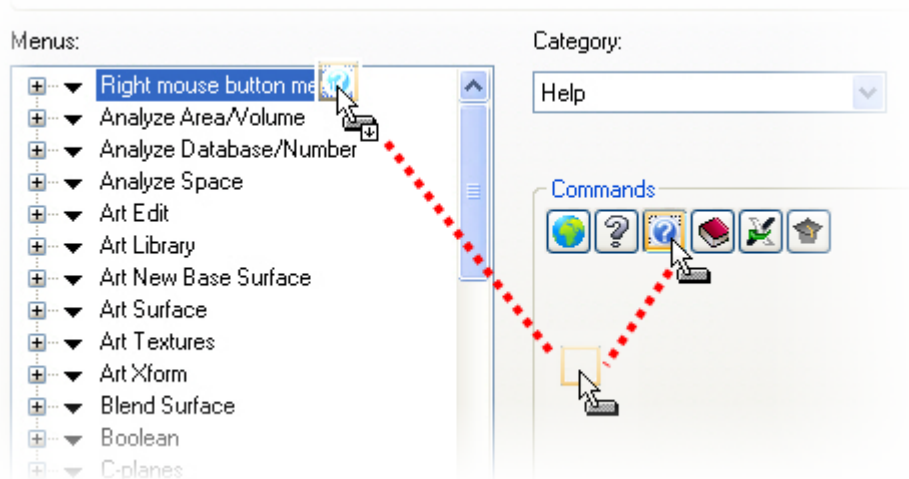 Menus:
Right mouse button me
Analyze Area/Volume
Analyze Database/Number
Analyze Space
Art Edit
Art Library
Art New Base Surface
Art Surface
Art Textures
Art Xform
Blend Surface
Boolean
C-planes
Category:
Help
Commands